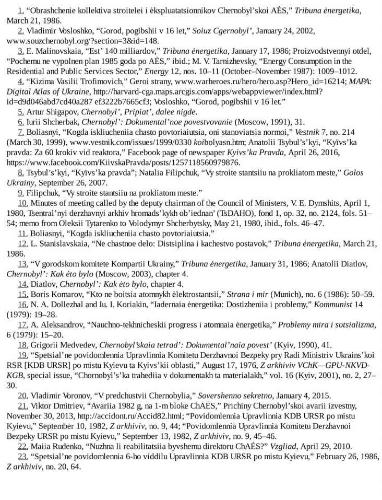 1. "Obrashchenie kollektiva stroitelei i ekspluatatsionnikov Chernobyl'skoi AĖS," Tribuna ėnergetika,
March 21, 1986.
2. Vladimir Vosloshko, "Gorod, pogibshii v 16 let," Soiuz Cgernobyl', January 24, 2002,
www.souzchernobyl.org/?section=3&id=148.
3. E. Malinovskaia, "Est' 140 milliardov," Tribuna ėnergetika, January 17, 1986; Proizvodstvennyi otdel,
"Pochemu ne vypolnen plan 1985 goda po AĖS," ibid.; M. V. Tarnizhevsky, "Energy Consumption in the
Residential and Public Services Sector," Energy 12, nos. 10–11 (October–November 1987): 1009–1012.
4. "Kizima Vasilii Trofimovich," Geroi strany, www.warheroes.ru/hero/hero.asp?Hero_id=16214; MAPA:
Digital Atlas of Ukraine, http://harvard-cga.maps.arcgis.com/apps/webappviewer/index.html?
id=d9d046abd7cd40a287 ef3222b7665cf3; Vosloshko, "Gorod, pogibshii v 16 let."
5. Artur Shigapov, Chernobyl', Pripiat', dalee nigde.
6. Iurii Shcherbak, Chernobyl': Dokumental'noe povestvovanie (Moscow, 1991), 31.
7. Boliasnyi, "Kogda iskliucheniia chasto povtoriaiutsia, oni stanoviatsia normoi," Vestnik 7, no. 214
(March 30, 1999), www.vestnik.com/issues/1999/0330 koi/bolyasn.htm; Anatolii Tsybul's'kyi, "Kyivs'ka
pravda: Za 60 krokiv vid reaktora," Facebook page of newspaper Kyivs'ka Pravda, April 26, 2016,
https://www.facebook.com/KiivskaPravda/posts/1257118560979876.
8. Tsybul's'kyi, "Kyivs'ka pravda"; Natalia Filipchuk, "Vy stroite stantsiiu na prokliatom meste," Golos
Ukrainy, September 26, 2007.
9. Filipchuk, "Vy stroite stantsiiu na prokliatom meste."
10. Minutes of meeting called by the deputy chairman of the Council of Ministers, V. E. Dymshits, April 1,
1980, Tsentral'nyi derzhavnyi arkhiv hromads'kykh ob'iednan' (TsDAHO), fond 1, op. 32, no. 2124, fols. 51–
54; memo from Oleksii Tytarenko to Volodymyr Shcherbytsky, May 21, 1980, ibid., fols. 46–47.
11. Boliasnyi, "Kogda iskliucheniia chasto povtoriaiutsia."
12. L. Stanislavskaia, "Ne chastnoe delo: Distsiplina i kachestvo postavok," Tribuna ėnergetika, March 21,
1986.
13. "V gorodskom komitete Kompartii Ukrainy," Tribuna ėnergetika, January 31, 1986; Anatolii Diatlov,
Chernobyl': Kak ėto bylo (Moscow, 2003), chapter 4.
14. Diatlov, Chernobyl': Kak ėto bylo, chapter 4.
15. Boris Komarov, "Kto ne boitsia atomnykh ėlektrostantsii," Strana i mir (Munich), no. 6 (1986): 50–59.
16. N. A. Dollezhal and Iu. I. Koriakin, "Iadernaia ėnergetika: Dostizheniia i problemy," Kommunist 14
(1979): 19–28.
17. A. Aleksandrov, "Nauchno-tekhnicheskii progress i atomnaia ėnergetika," Problemy mira i sotsializma,
6 (1979): 15–20.
18. Grigorii Medvedev, Chernobyl'skaia tetrad': Dokumental'naia povest' (Kyiv, 1990), 41.
19. "Spetsial'ne povidomlennia Upravlinnia Komiteta Derzhavnoï Bezpeky pry Radi Ministriv Ukraïns'koï
RSR [KDB URSR] po mistu Kyievu ta Kyivs'kii oblasti," August 17, 1976, Z arkhiviv VChK—GPU-NKVD-
KGB, special issue, "Chornobyl's'ka trahediia v dokumentakh ta materialakh," vol. 16 (Kyiv, 2001), no. 2, 27–
30.
20. Vladimir Voronov, "V predchustvii Chernobylia," Sovershenno sekretno, January 4, 2015.
21. Viktor Dmitriev, "Avariia 1982 g, na 1-m bloke ChAES," Prichiny Chernobyl'skoi avarii izvestny,
November 30, 2013, http://accidont.ru/Accid82.html; "Povidomlennia Upravlinnia KDB URSR po mistu
Kyievu," September 10, 1982, Z arkhiviv, no. 9, 44; "Povidomlennia Upravlinnia Komitetu Derzhavnoï
Bezpeky URSR po mistu Kyievu," September 13, 1982, Z arkhiviv, no. 9, 45–46.
22. Maiia Rudenko, "Nuzhna li reabilitatsiia byvshemu direktoru ChAĖS?" Vzgliad, April 29, 2010.
23. "Spetsial'ne povidomlennia 6-ho viddilu Upravlinnia KDB URSR po mistu Kyievu," February 26, 1986,
Z arkhiviv, no. 20, 64.